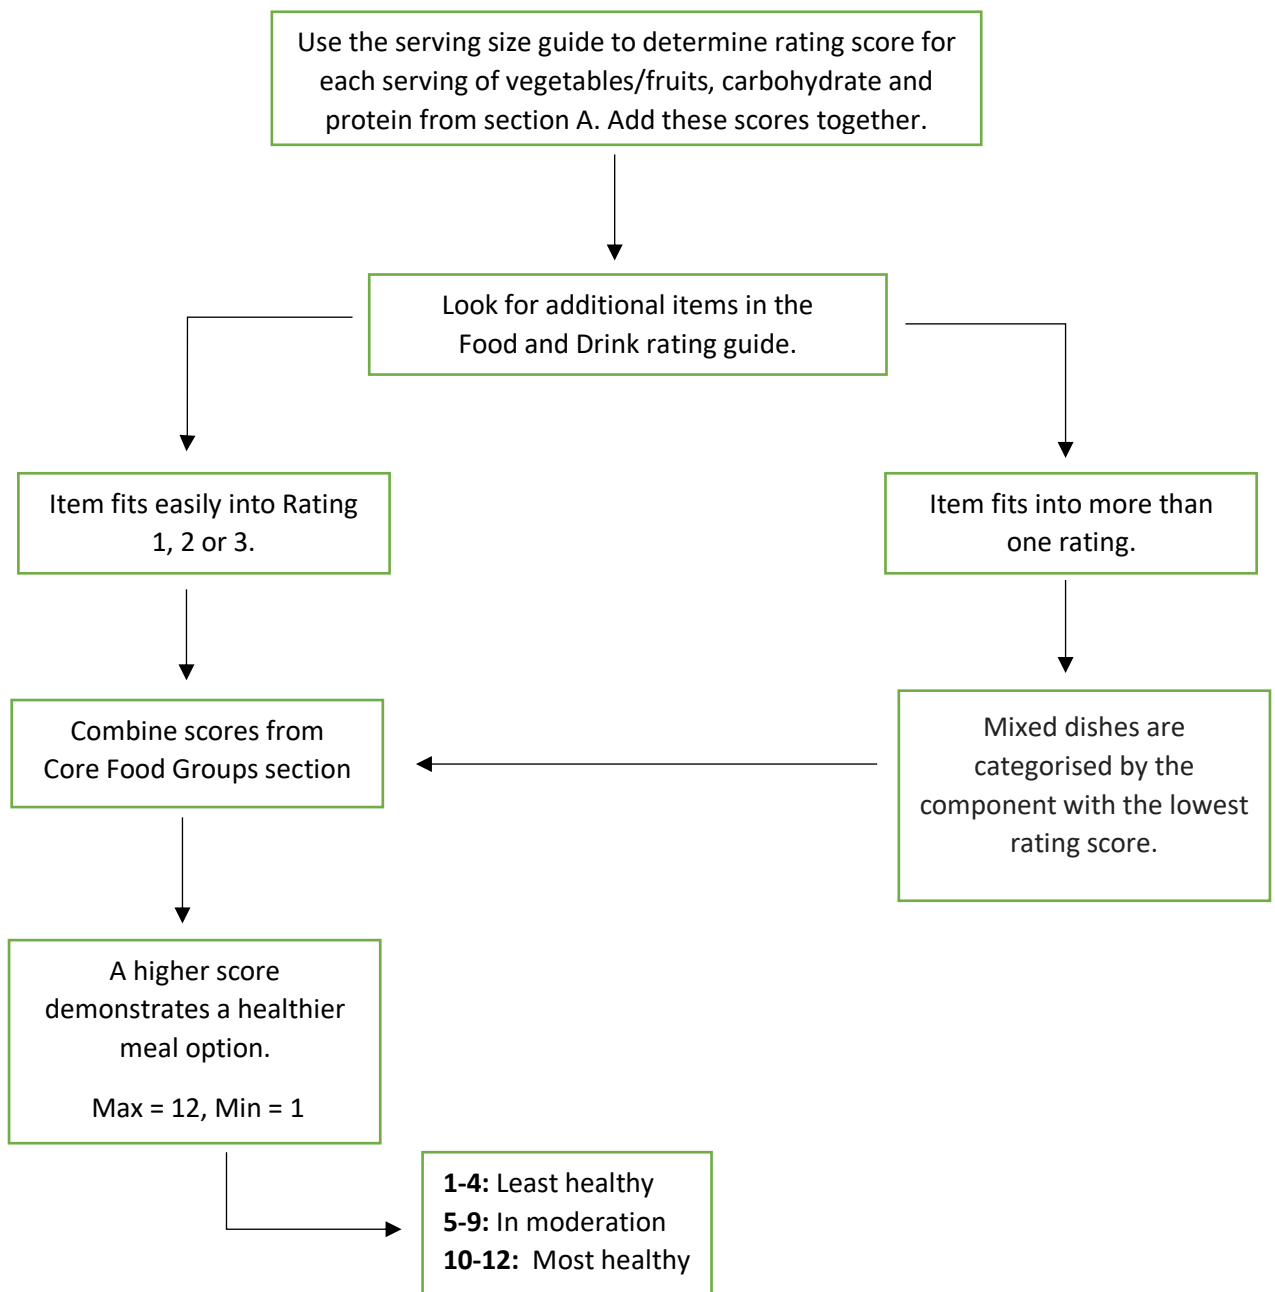 Use the serving size guide to determine rating score for
each serving of vegetables/fruits, carbohydrate and
protein from section A. Add these scores together.
Look for additional items in the
Food and Drink rating guide.
Item fits easily into Rating
1, 2 or 3.
Item fits into more than
one rating.
Combine scores from
Core Food Groups section
Mixed dishes are
categorised by the
component with the lowest
rating score.
A higher score
demonstrates a healthier
meal option.
Max = 12, Min = 1
1-4: Least healthy
5-9: In moderation
10-12: Most healthy